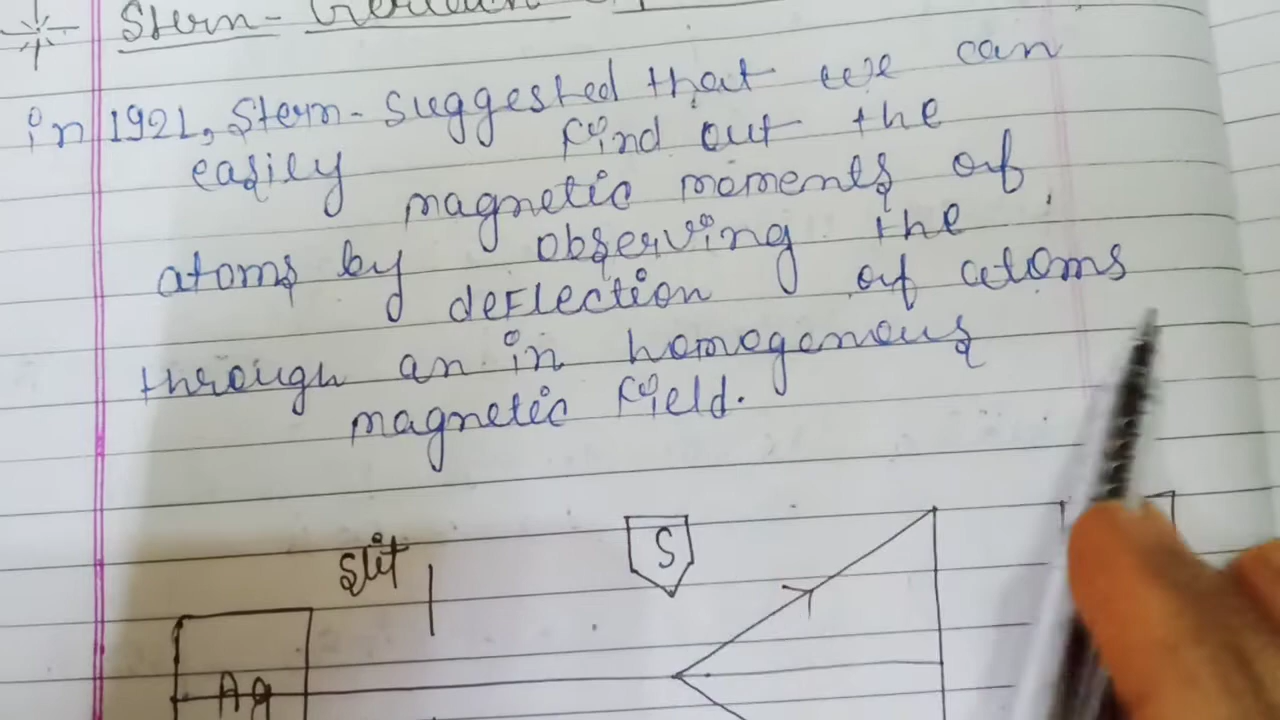 Stern-Gerlach
in 1921, Stern-suggested that we can
easily find out the
magnetic moments of
atoms by observing the
deflection of atoms
through an in homogenous
magnetic field.
Slit
S
Ag